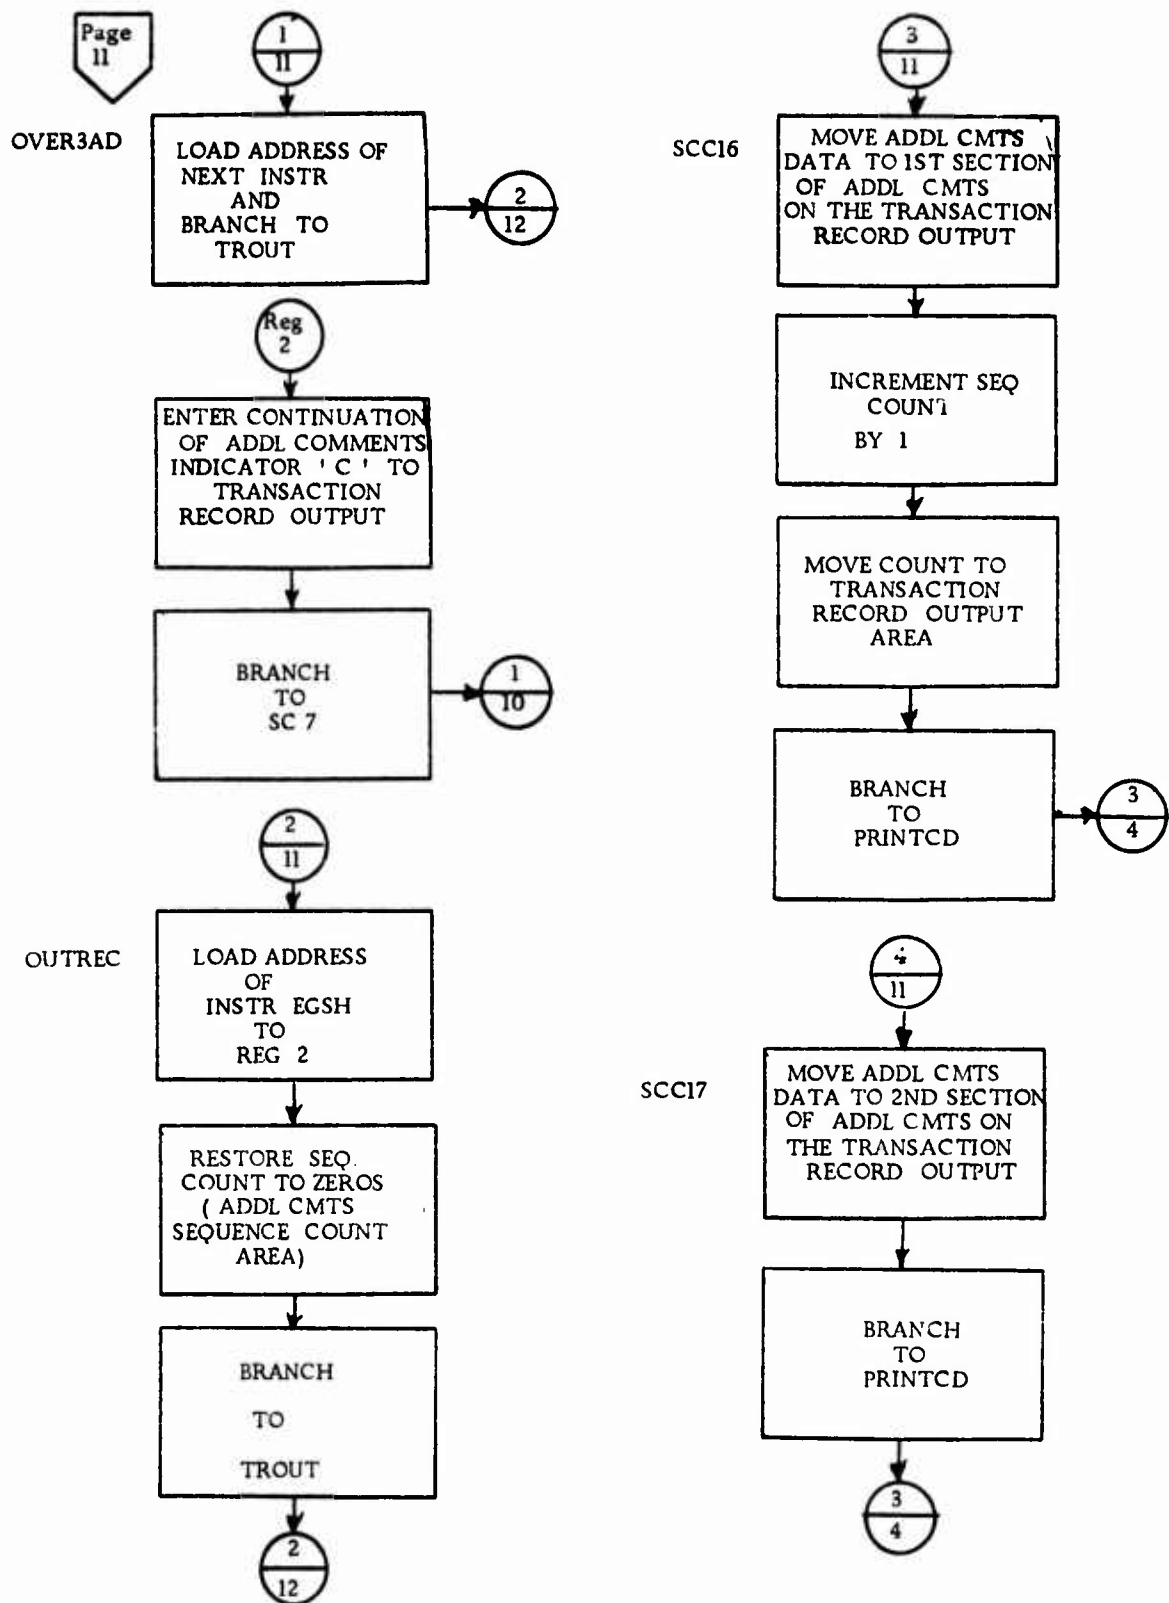 Page
11
1
11
OVER3AD
LOAD ADDRESS OF
NEXT INSTR
AND
BRANCH TO
TROUT
2
12
Reg
2
ENTER CONTINUATION
OF ADDL COMMENTS
INDICATOR ' C ' TO
TRANSACTION
RECORD OUTPUT
BRANCH
TO
SC 7
1
10
2
11
OUTREC
LOAD ADDRESS
OF
INSTR EGSH
TO
REG 2
RESTORE SEQ.
COUNT TO ZEROS
( ADDL CMTS
SEQUENCE COUNT
AREA)
BRANCH
TO
TROUT
2
12
3
11
SCC16
MOVE ADDL CMTS
DATA TO 1ST SECTION
OF ADDL CMTS
ON THE TRANSACTION
RECORD OUTPUT
INCREMENT SEQ
COUNT
BY 1
MOVE COUNT TO
TRANSACTION
RECORD OUTPUT
AREA
BRANCH
TO
PRINTCD
3
4
4
11
SCC17
MOVE ADDL CMTS
DATA TO 2ND SECTION
OF ADDL CMTS ON
THE TRANSACTION
RECORD OUTPUT
BRANCH
TO
PRINTCD
3
4